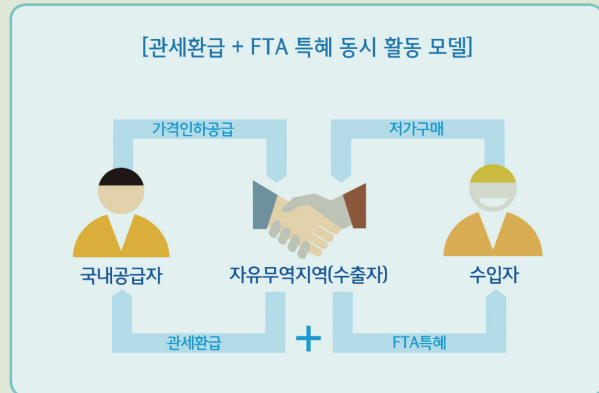 [관세환급 + FTA 특혜 동시 활동 모델]
가격인하공급 저가구매
국내공급자 자유무역지역(수출자) 수입자
관세환급 + FTA특혜